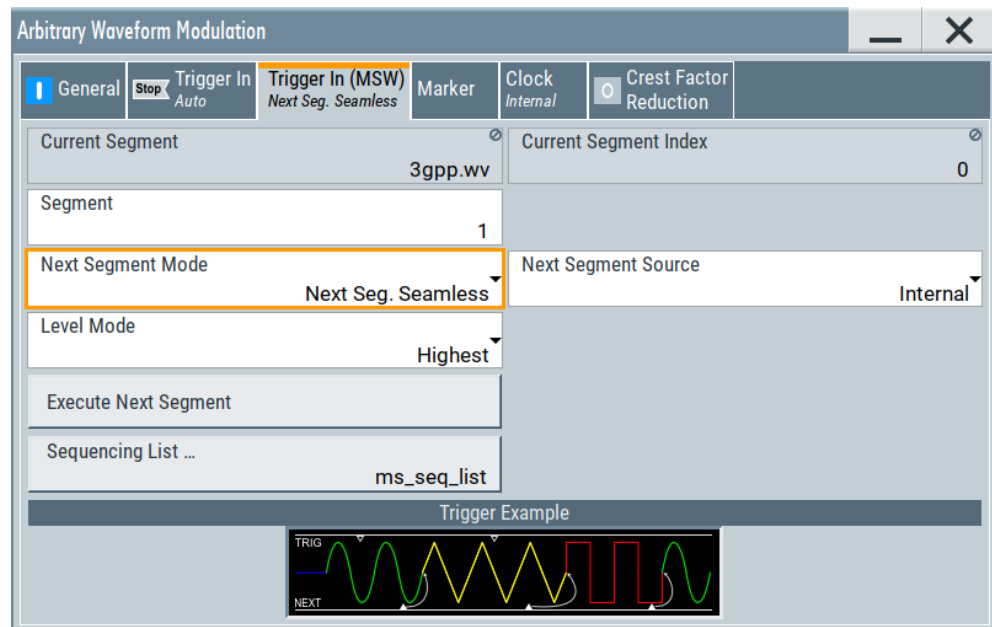 Arbitrary Waveform Modulation
General
Stop
Trigger In
Auto
Trigger In (MSW)
Next Seg. Seamless
Marker
Clock
Internal
Crest Factor
Reduction
Current Segment
3gpp.wv
Current Segment Index
0
Segment
1
Next Segment Mode
Next Seg. Seamless
Next Segment Source
Internal
Level Mode
Highest
Execute Next Segment
Sequencing List ...
ms_seq_list
Trigger Example
TRIG
NEXT